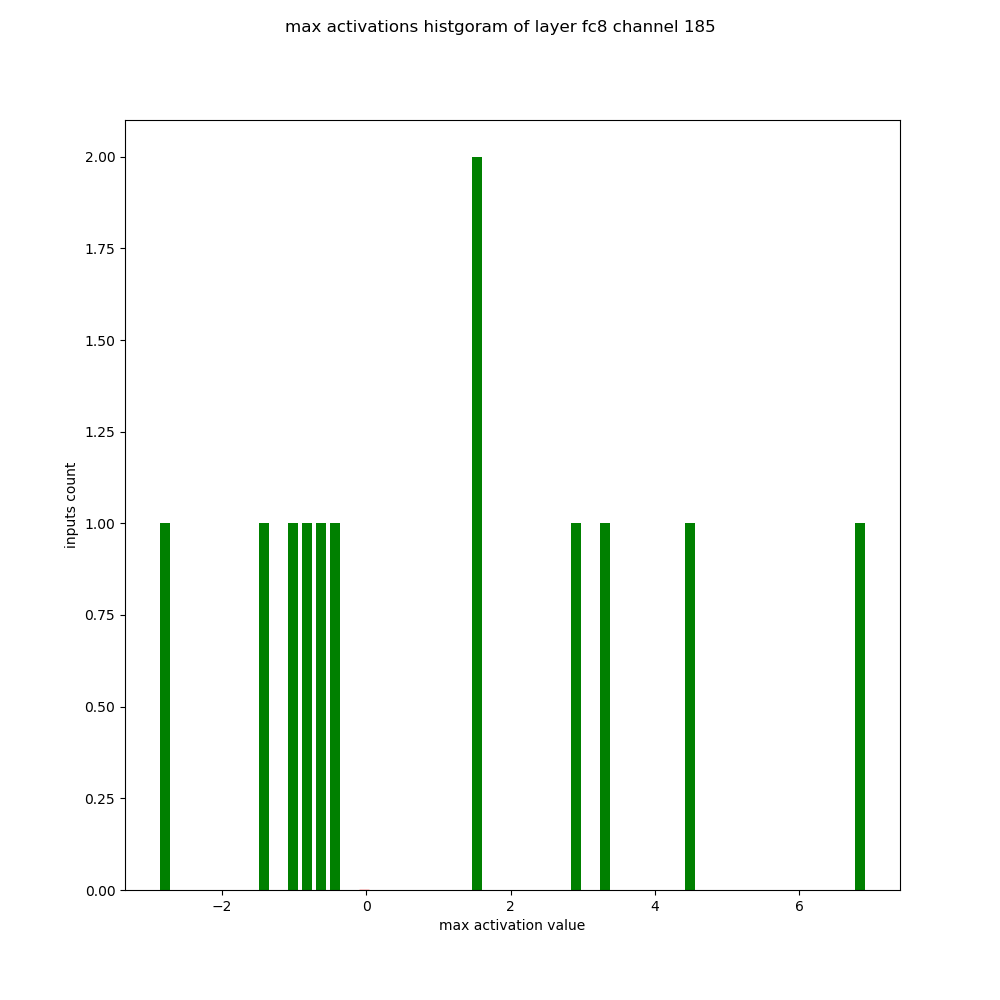 max activations histgoram of layer fc8 channel 185
2.00
1.75
1.50
1.25
1.00
0.75
0.50
0.25
0.00
inputs count
−2 0 2 4 6
max activation value